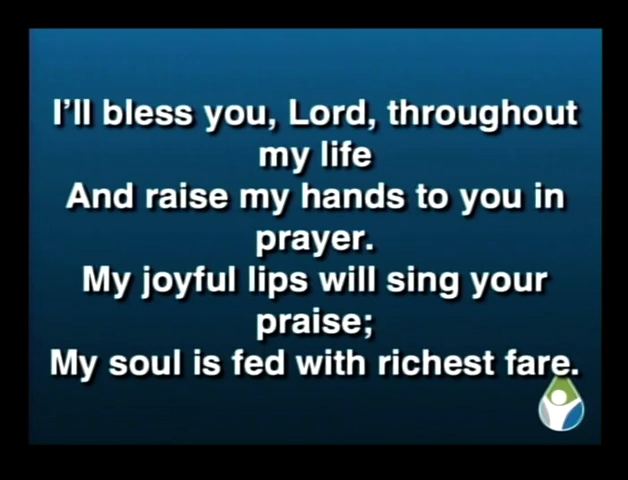 I’ll bless you, Lord, throughout
my life
And raise my hands to you in
prayer.
My joyful lips will sing your
praise;
My soul is fed with richest fare.